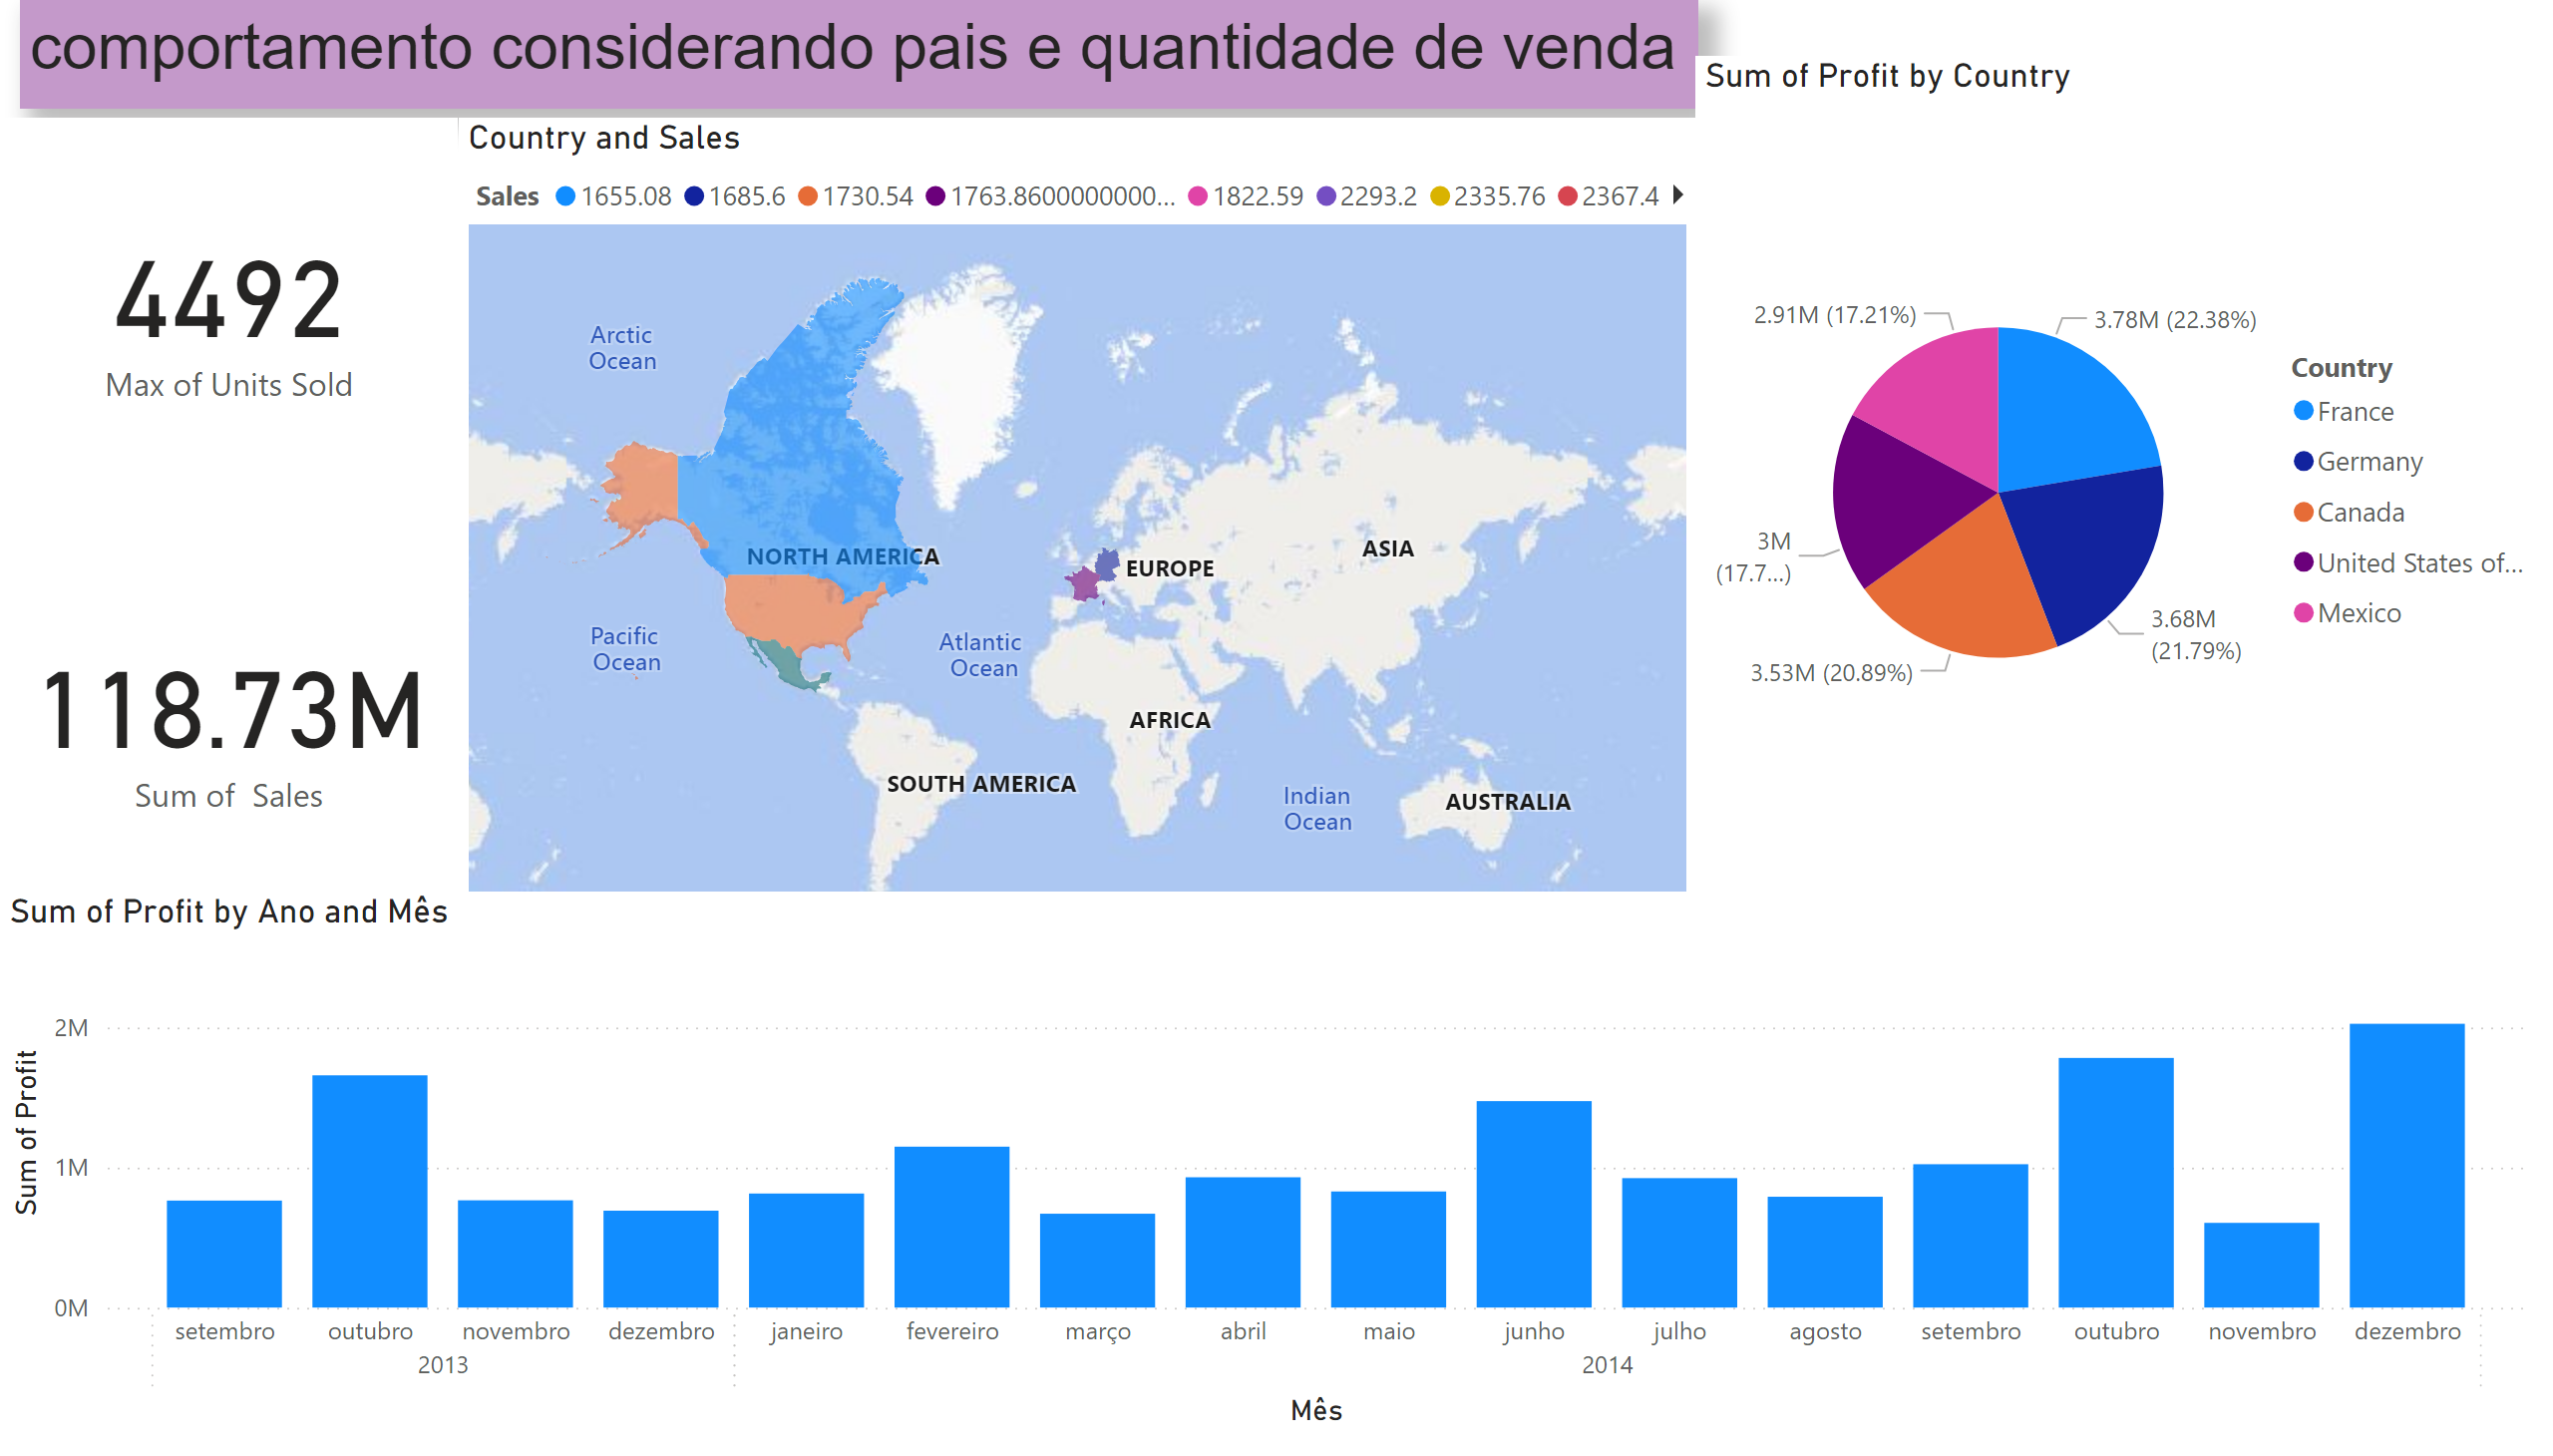 comportamento considerando pais e quantidade de venda
Sum of Profit by Country
Country and Sales
Sales 1655.08 1685.6 1730.54 1763.8600000000... 1822.59 2293.2 2335.76 2367.4
4492
Max of Units Sold
118.73M
Sum of  Sales
Arctic
Ocean
NORTH AMERICA
EUROPE
ASIA
Pacific
Ocean
Atlantic
Ocean
AFRICA
SOUTH AMERICA
Indian
Ocean
AUSTRALIA
2.91M (17.21%)
3.78M (22.38%)
3M
(17.7...)
3.68M
(21.79%)
3.53M (20.89%)
Country
France
Germany
Canada
United States of...
Mexico
Sum of Profit by Ano and Mês
Sum of Profit
2M
1M
0M
setembro outubro novembro dezembro janeiro fevereiro março abril maio junho julho agosto setembro outubro novembro dezembro
2013 2014
Mês